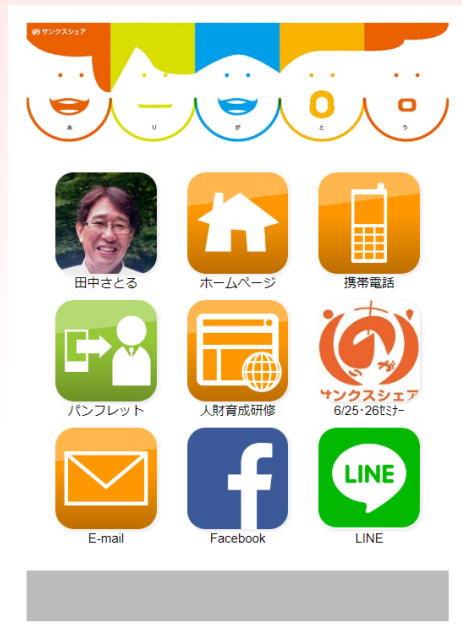 サンクスシェア
あ り が と う
田中さとる ホームページ 携帯電話
サンクスシェア
パンフレット 人財育成研修 6/25・26ｾﾐﾅｰ
LINE
E-mail Facebook LINE